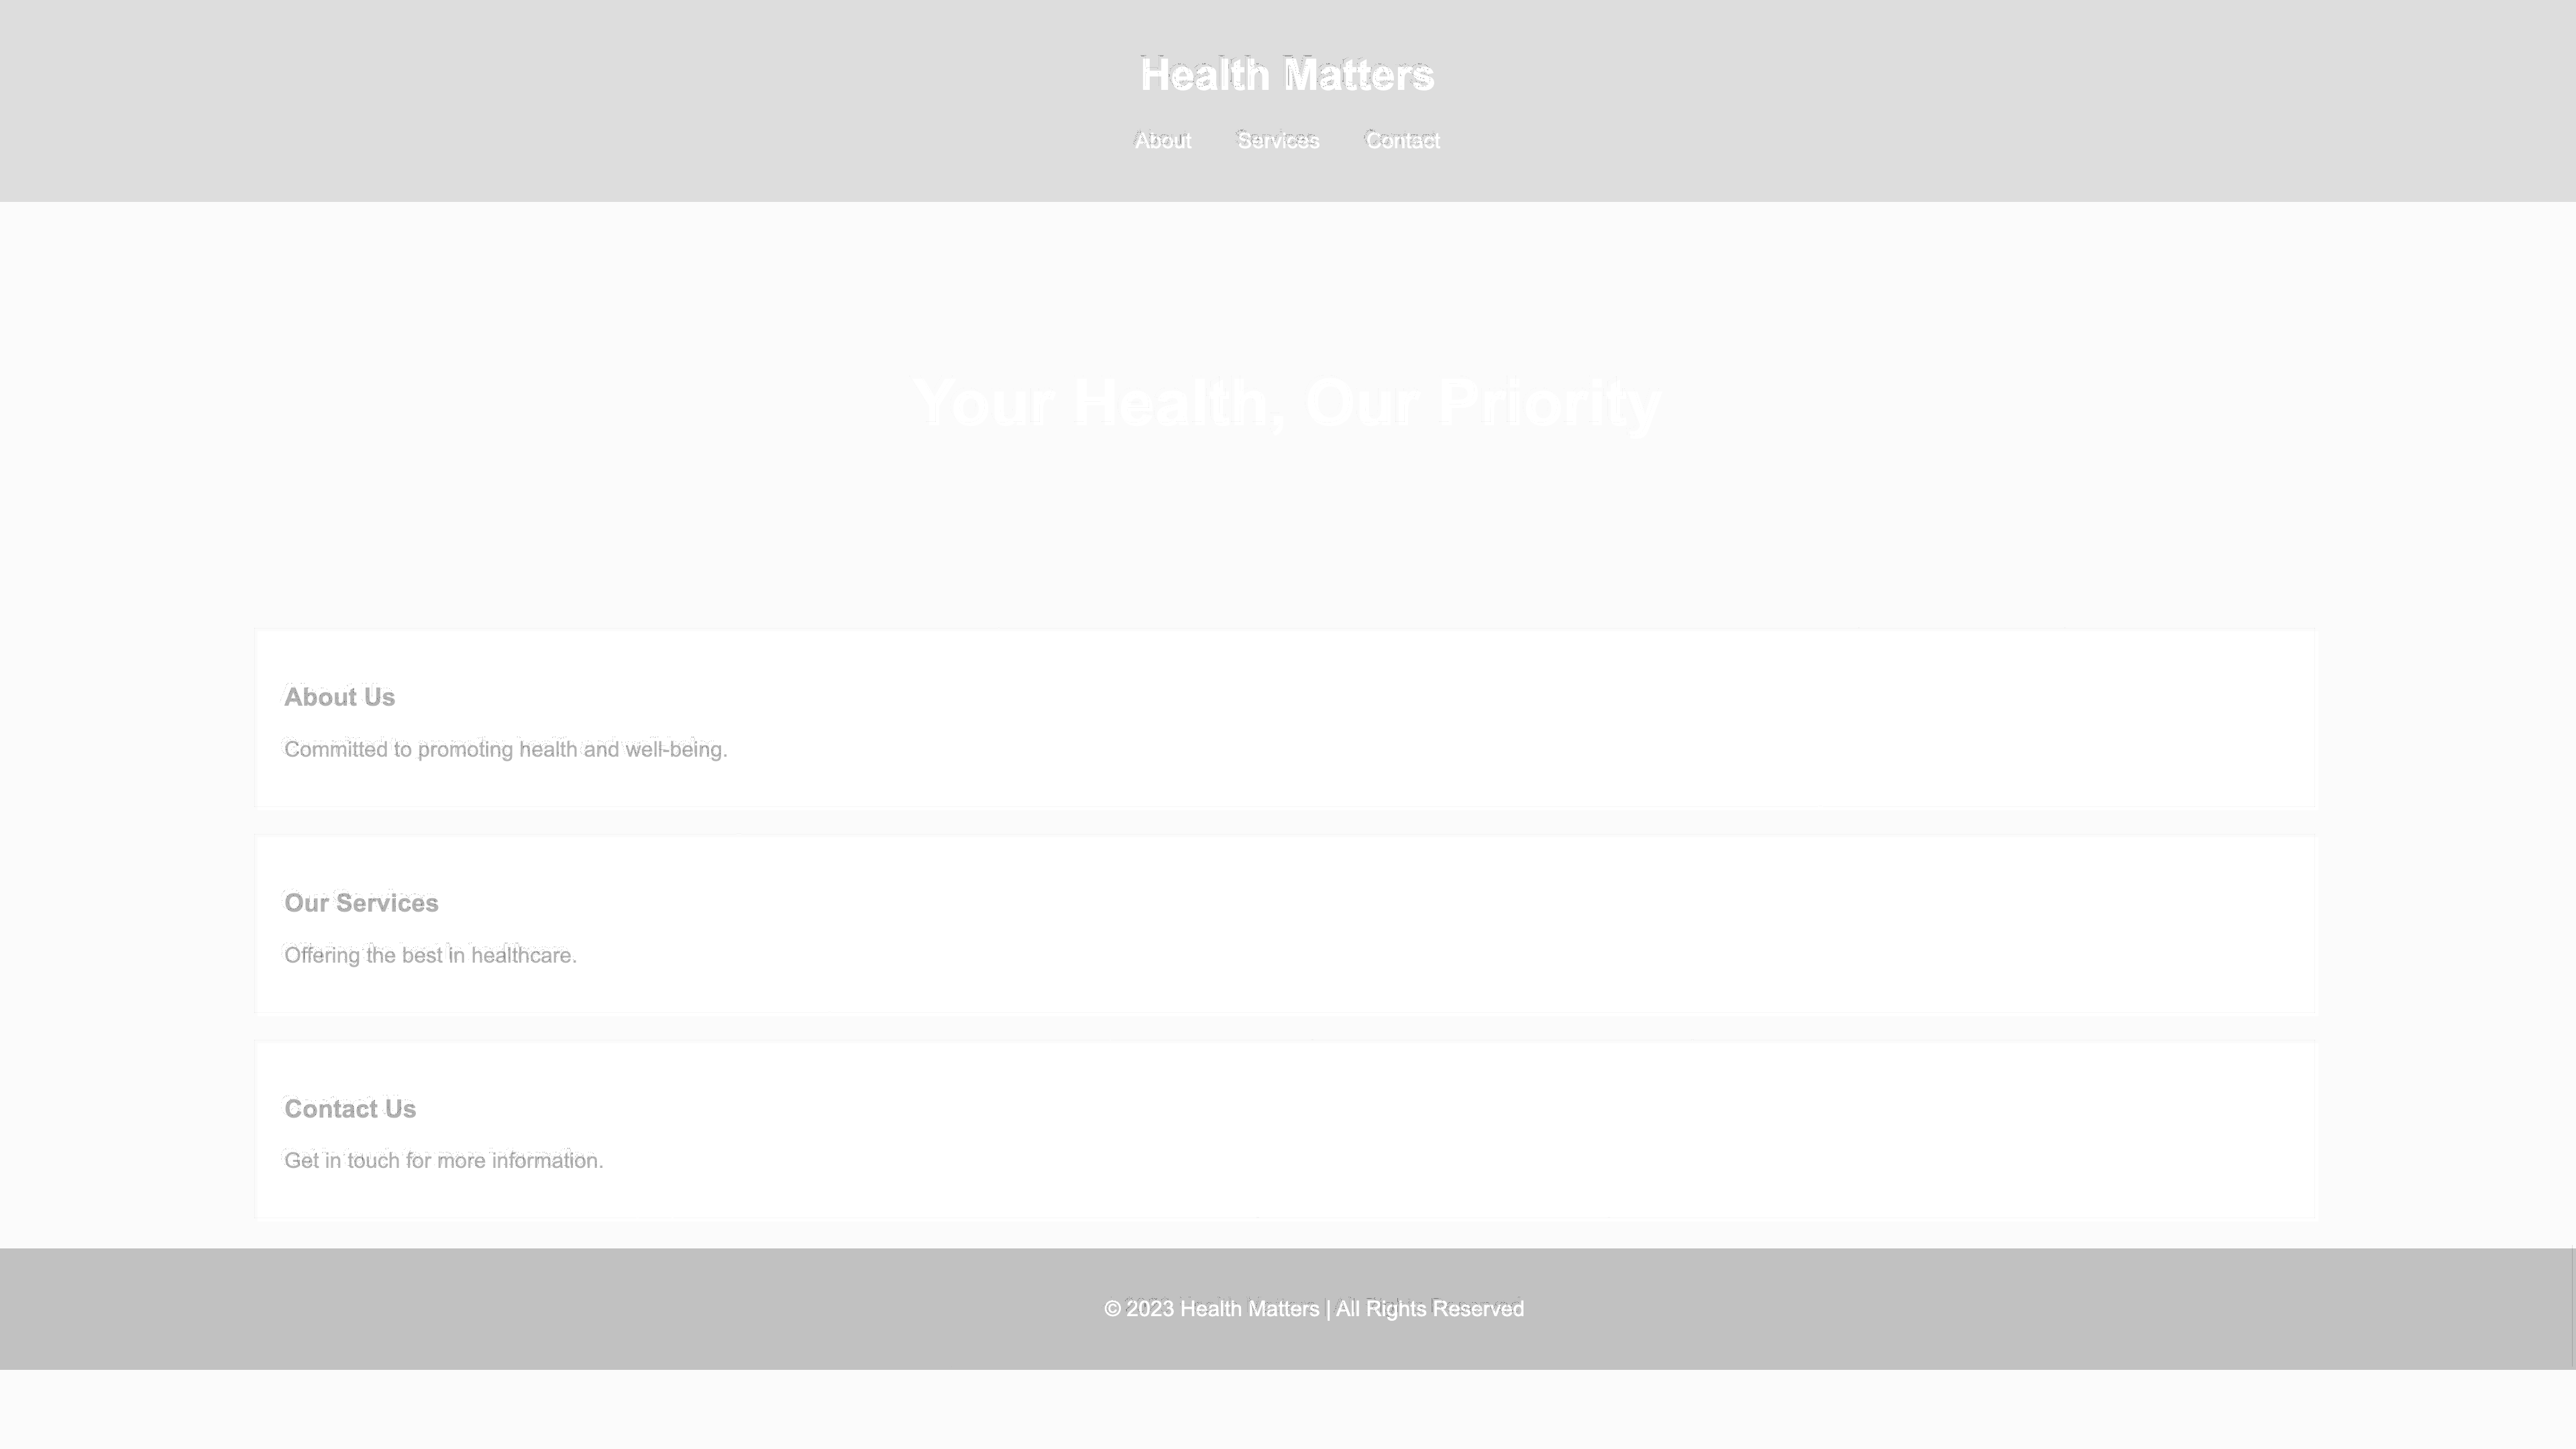 Health Matters
About Services Contact
Your Health, Our Priority
About Us
Committed to promoting health and well-being.
Our Services
Offering the best in healthcare.
Contact Us
Get in touch for more information.
© 2023 Health Matters | All Rights Reserved